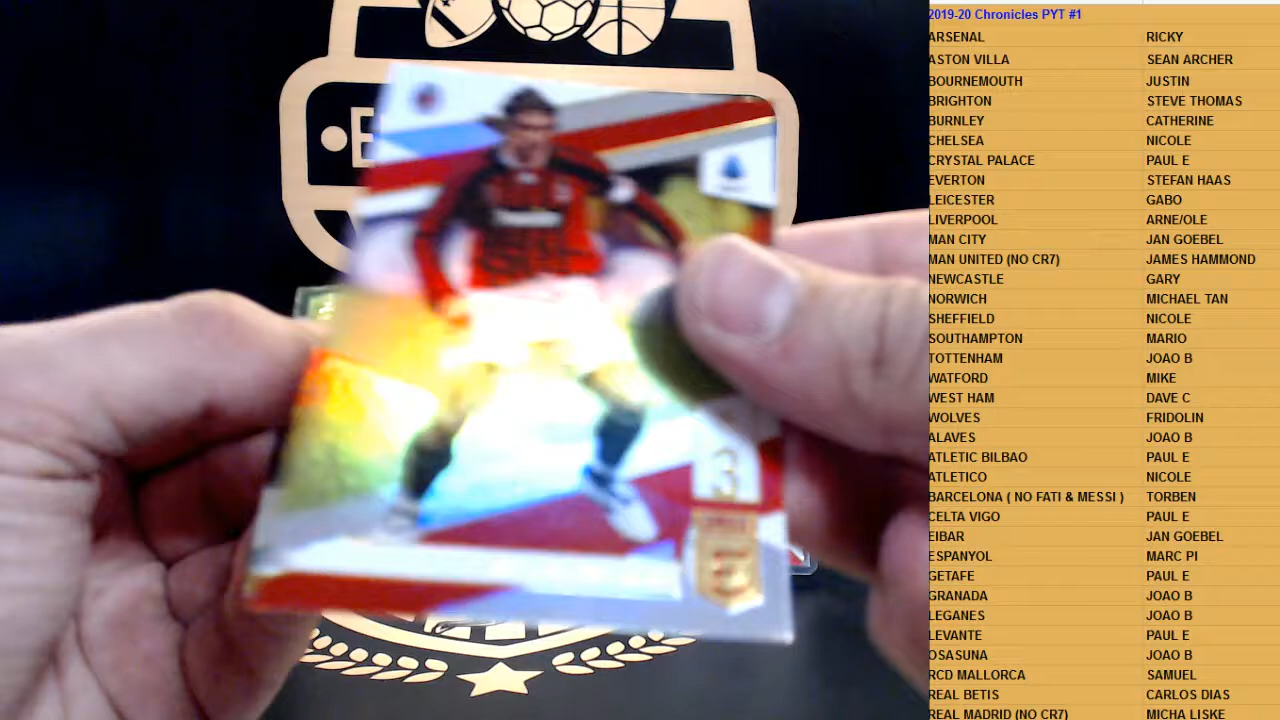 2019-20 Chronicles PYT #1
ARSENAL RICKY
ASTON VILLA SEAN ARCHER
BOURNEMOUTH JUSTIN
BRIGHTON STEVE THOMAS
BURNLEY CATHERINE
CHELSEA NICOLE
CRYSTAL PALACE PAUL E
EVERTON STEFAN HAAS
LEICESTER GABO
LIVERPOOL ARNE/OLE
MAN CITY JAN GOEBEL
MAN UNITED (NO CR7) JAMES HAMMOND
NEWCASTLE GARY
NORWICH MICHAEL TAN
SHEFFIELD NICOLE
SOUTHAMPTON MARIO
TOTTENHAM JOAO B
WATFORD MIKE
WEST HAM DAVE C
WOLVES FRIDOLIN
ALAVES JOAO B
ATLETIC BILBAO PAUL E
ATLETICO NICOLE
BARCELONA ( NO FATI & MESSI ) TORBEN
CELTA VIGO PAUL E
EIBAR JAN GOEBEL
ESPANYOL MARC PI
GETAFE PAUL E
GRANADA JOAO B
LEGANES JOAO B
LEVANTE PAUL E
OSASUNA JOAO B
RCD MALLORCA SAMUEL
REAL BETIS CARLOS DIAS
REAL MADRID (NO CR7) MICHA LISKE
3